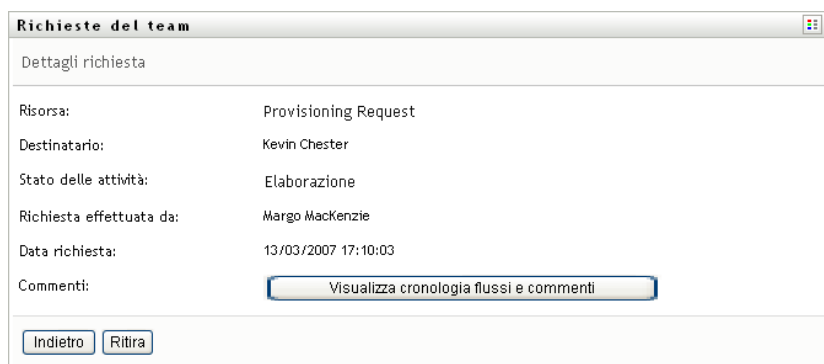 Richieste del team
Dettagli richiesta
Risorsa: Provisioning Request
Destinatario: Kevin Chester
Stato delle attività: Elaborazione
Richiesta effettuata da: Margo MacKenzie
Data richiesta: 13/03/2007 17:10:03
Commenti: Visualizza cronologia flussi e commenti
Indietro Ritira